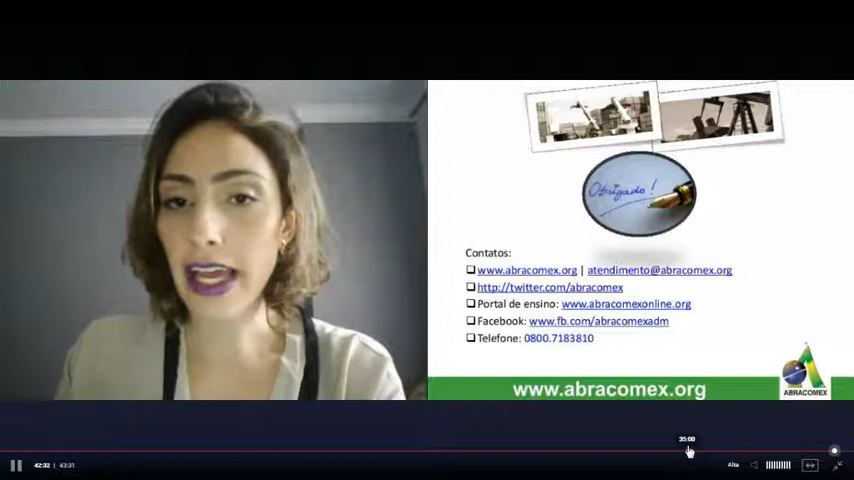 Obrigado!
Contatos:
www.abracomex.org | atendimento@abracomex.org
http://twitter.com/abracomex
Portal de ensino: www.abracomexonline.org
Facebook: www.fb.com/abracomexadm
Telefone: 0800.7183810
www.abracomex.org
ABRACOMEX
35:00
42:32 | 43:31
Alta